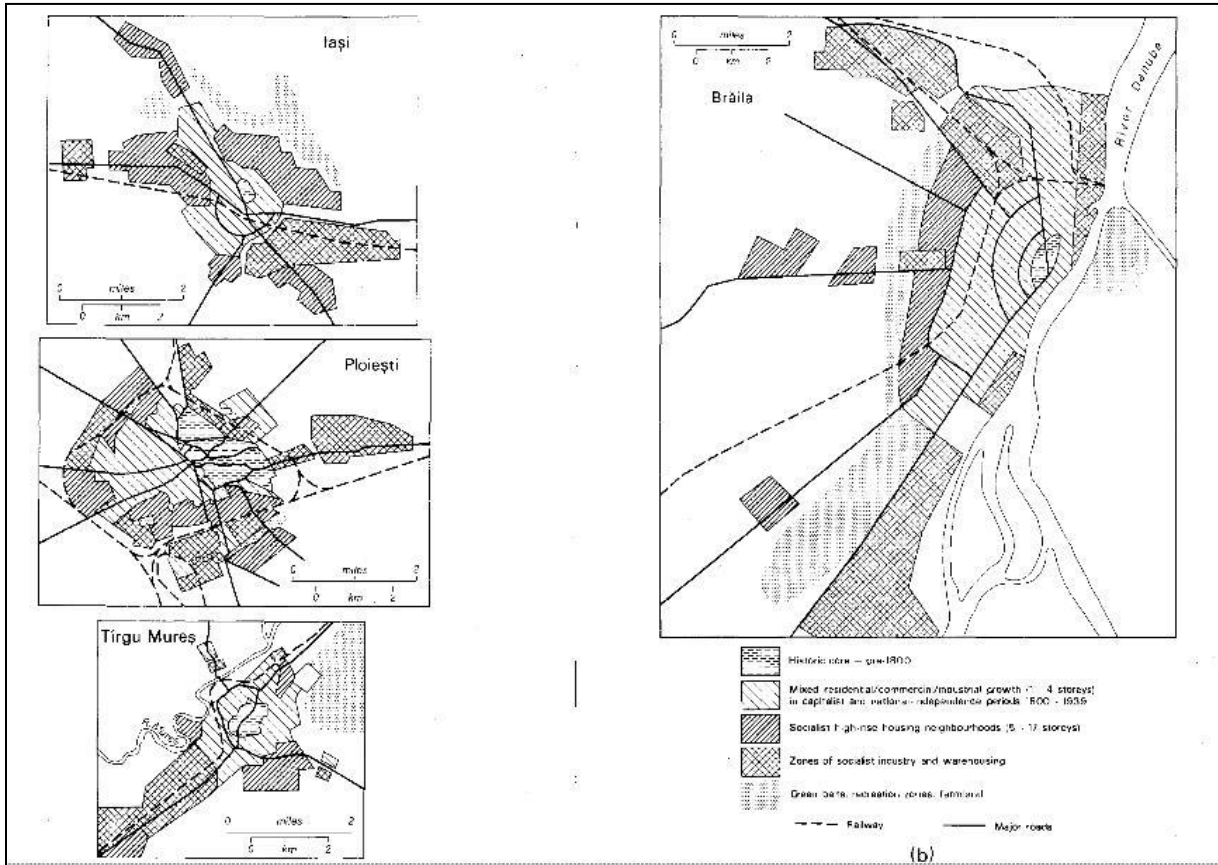 Iași
0 miles 2
0 km 2
Ploiești
0 miles 2
0 km 2
Tîrgu Mureș
0 miles 2
0 km 2
0 miles 2
0 km 2
Brăila
River Danube
Historic core – pre-1800
Mixed residential/commercial/industrial growth (1 - 4 storeys)
in capitalist and national-independence periods 1800 - 1939
Socialist high-rise housing neighbourhoods (5 - 17 storeys)
Zones of socialist industry and warehousing
Green belts, recreation zones, farmland
Railway
Major roads
(b)